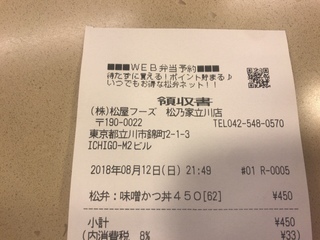 ■■■WEB弁当予約■■■
待たずに買える!ポイント貯まる♪
いつでもお得な松弁ネット!!
領収書
(株)松屋フーズ 松乃家立川店
〒190-0022 TEL042-548-0570
東京都立川市錦町2-1-3
ICHIGO-M2ビル
2018年08月12日(日) 21:49 #01 R-0005
松弁:味噌かつ丼450[62] ¥450
小計 ¥450
(内消費税 8% ¥33)